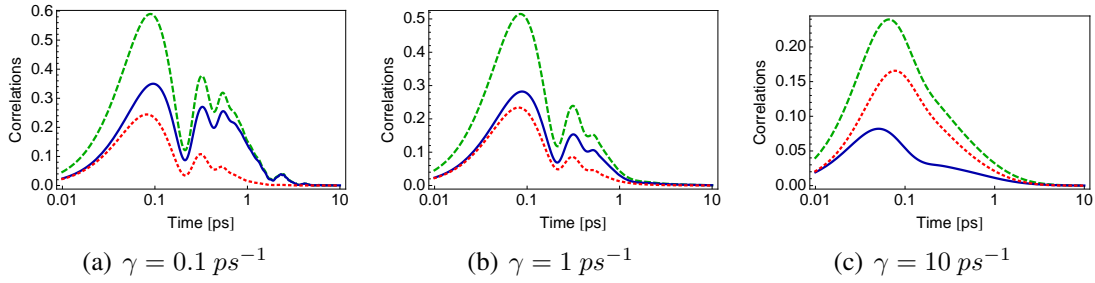 0.6
0.5
0.4
0.3
0.2
0.1
0.0
Correlations
0.01 0.1 1 10
Time [ps]
(a) γ = 0.1 ps⁻¹
0.5
0.4
0.3
0.2
0.1
0.0
Correlations
0.01 0.1 1 10
Time [ps]
(b) γ = 1 ps⁻¹
0.20
0.15
0.10
0.05
0.00
Correlations
0.01 0.1 1 10
Time [ps]
(c) γ = 10 ps⁻¹